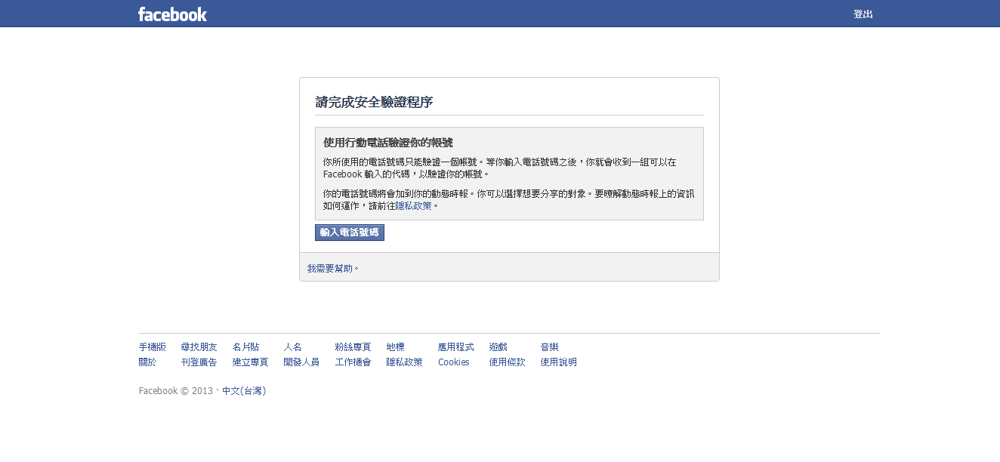 facebook
登出
請完成安全驗證程序
使用行動電話驗證你的帳號
你所使用的電話號碼只能驗證一個帳號。等你輸入電話號碼之後，你就會收到一組可以在
Facebook 輸入的代碼，以驗證你的帳號。
你的電話號碼將會加到你的動態時報。你可以選擇想要分享的對象。要瞭解動態時報上的資訊
如何運作，請前往隱私政策。
輸入電話號碼
我需要幫助。
手機版 尋找朋友 名片貼 人名 粉絲專頁 地標 應用程式 遊戲 音樂
關於 刊登廣告 建立專頁 開發人員 工作機會 隱私政策 Cookies 使用條款 使用說明
Facebook © 2013 · 中文(台灣)